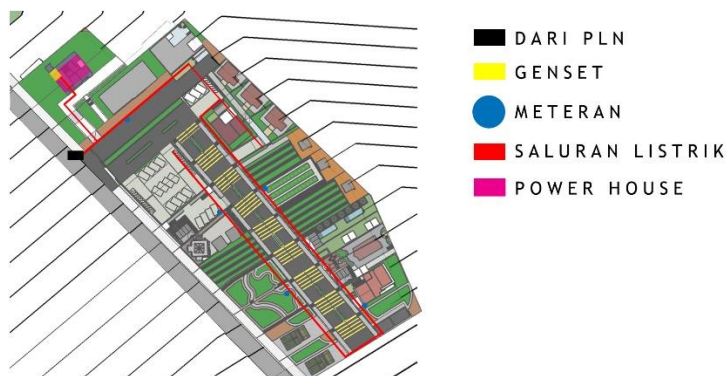 DARI PLN
GENSET
METERAN
SALURAN LISTRIK
POWER HOUSE